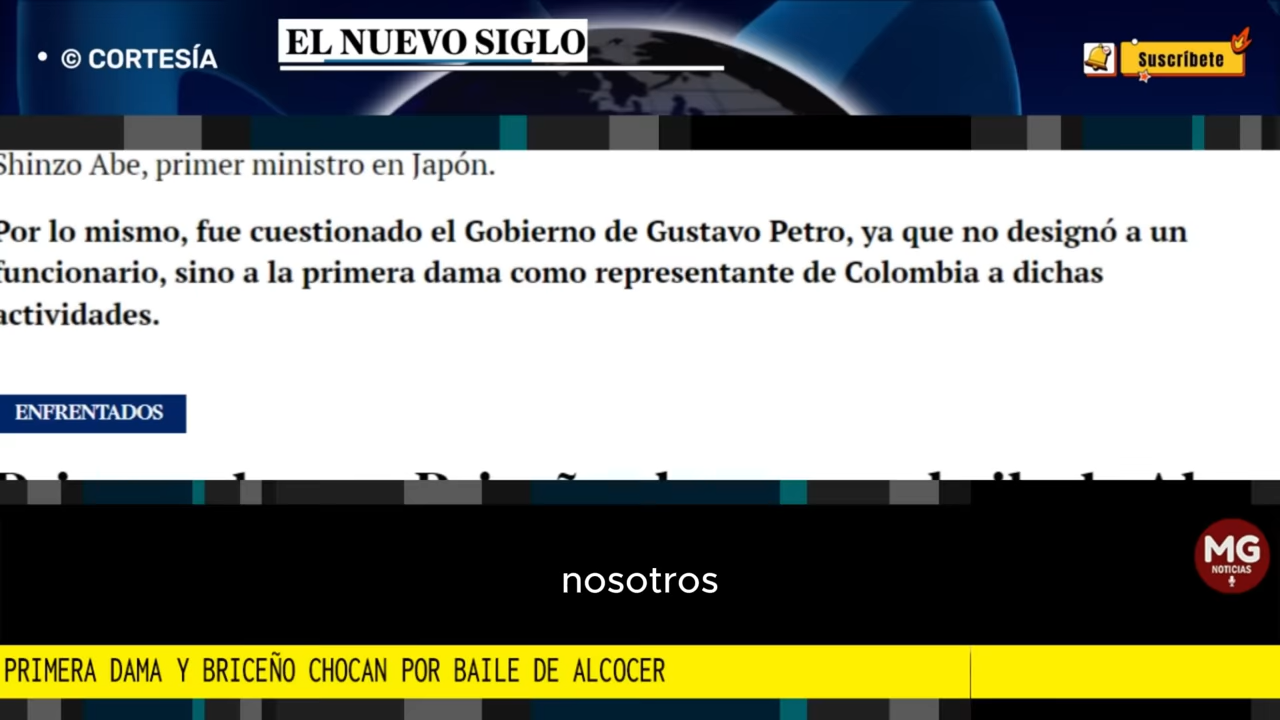 • © CORTESÍA
EL NUEVO SIGLO
Suscríbete
Shinzo Abe, primer ministro en Japón.
Por lo mismo, fue cuestionado el Gobierno de Gustavo Petro, ya que no designó a un
funcionario, sino a la primera dama como representante de Colombia a dichas
actividades.
ENFRENTADOS
nosotros
MG
NOTICIAS
PRIMERA DAMA Y BRICEÑO CHOCAN POR BAILE DE ALCOCER